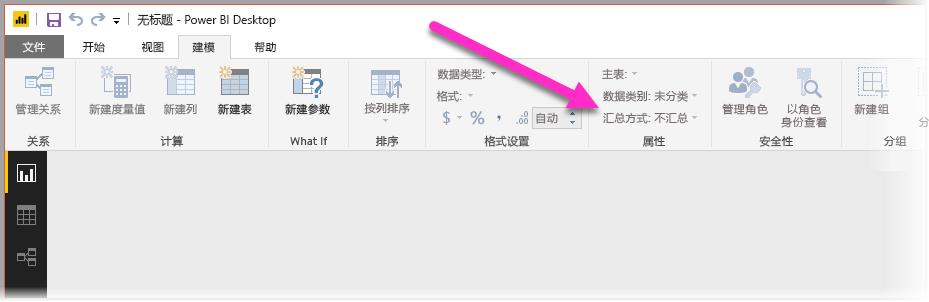 无标题 - Power BI Desktop
文件 开始 视图 建模 帮助
管理关系 新建度量值 新建列 新建表 新建参数 按列排序
数据类型:
格式:
$ % , .00 自动
主表:
数据类别: 未分类
汇总方式: 不汇总
管理角色 以角色
身份查看
新建组 分
关系 计算 What If 排序 格式设置 属性 安全性 分组